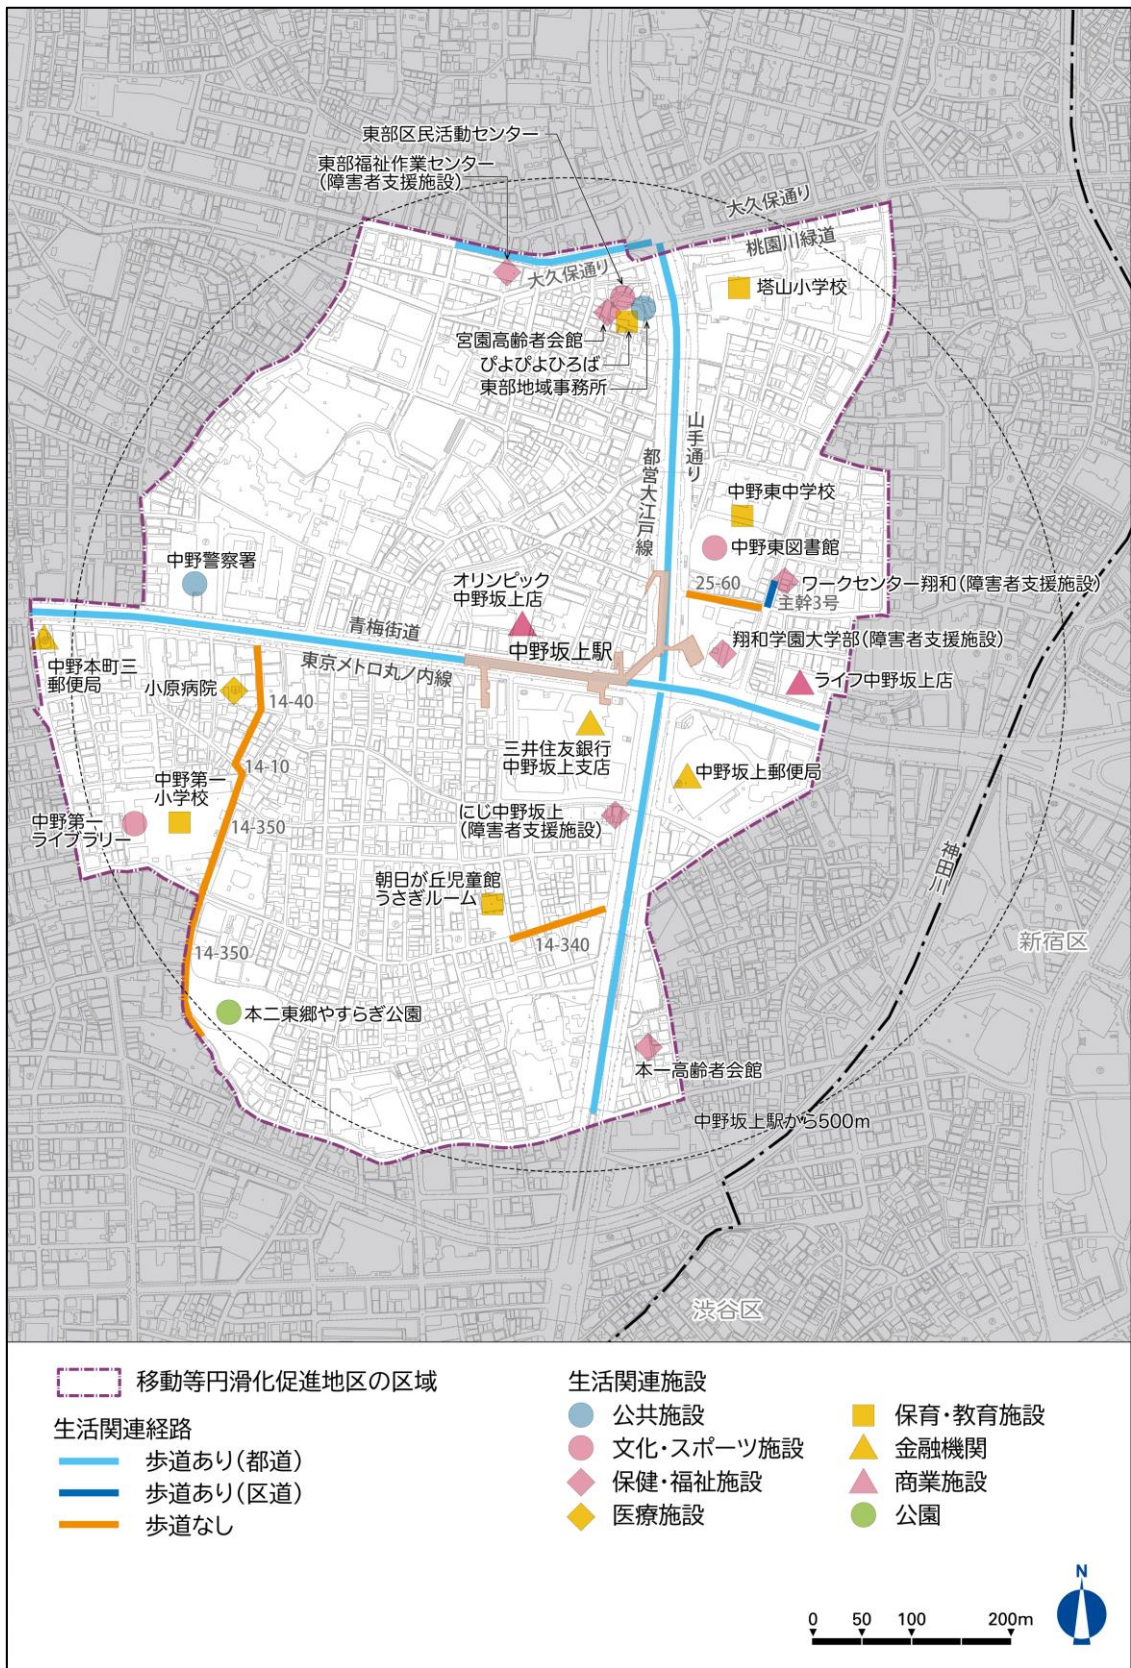 東部区民活動センター
東部福祉作業センター
(障害者支援施設)
大久保通り
桃園川緑道
大久保通り
塔山小学校
宮園高齢者会館
ぴよぴよひろば
東部地域事務所
山手通り
都営大江戸線
中野東中学校
中野東図書館
中野警察署
オリンピック
中野坂上店
25-60
ワークセンター翔和(障害者支援施設)
主幹3号
青梅街道
中野坂上駅
翔和学園大学部(障害者支援施設)
中野本町三
郵便局
東京メトロ丸ノ内線
小原病院
ライフ中野坂上店
14-40
三井住友銀行
中野坂上支店
14-10
中野坂上郵便局
中野第一
小学校
にじ中野坂上
(障害者支援施設)
中野第一
ライブラリー
14-350
神田川
朝日が丘児童館
うさぎルーム
14-340
14-350
新宿区
本二東郷やすらぎ公園
本一高齢者会館
中野坂上駅から500m
渋谷区
移動等円滑化促進地区の区域
生活関連経路
歩道あり(都道)
歩道あり(区道)
歩道なし
生活関連施設
公共施設
文化・スポーツ施設
保健・福祉施設
医療施設
保育・教育施設
金融機関
商業施設
公園
N
0 50 100 200m